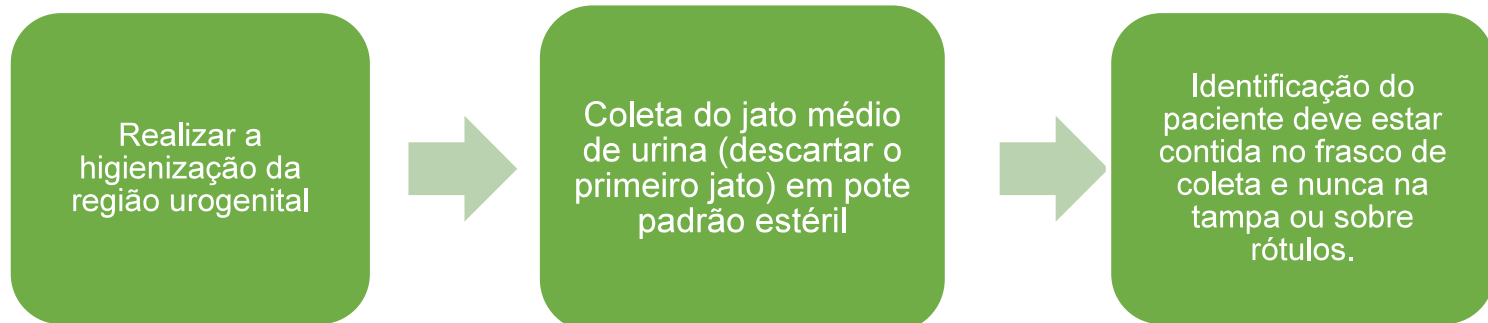 Realizar a
higienização da
região urogenital
Coleta do jato médio
de urina (descartar o
primeiro jato) em pote
padrão estéril
Identificação do
paciente deve estar
contida no frasco de
coleta e nunca na
tampa ou sobre
rótulos.